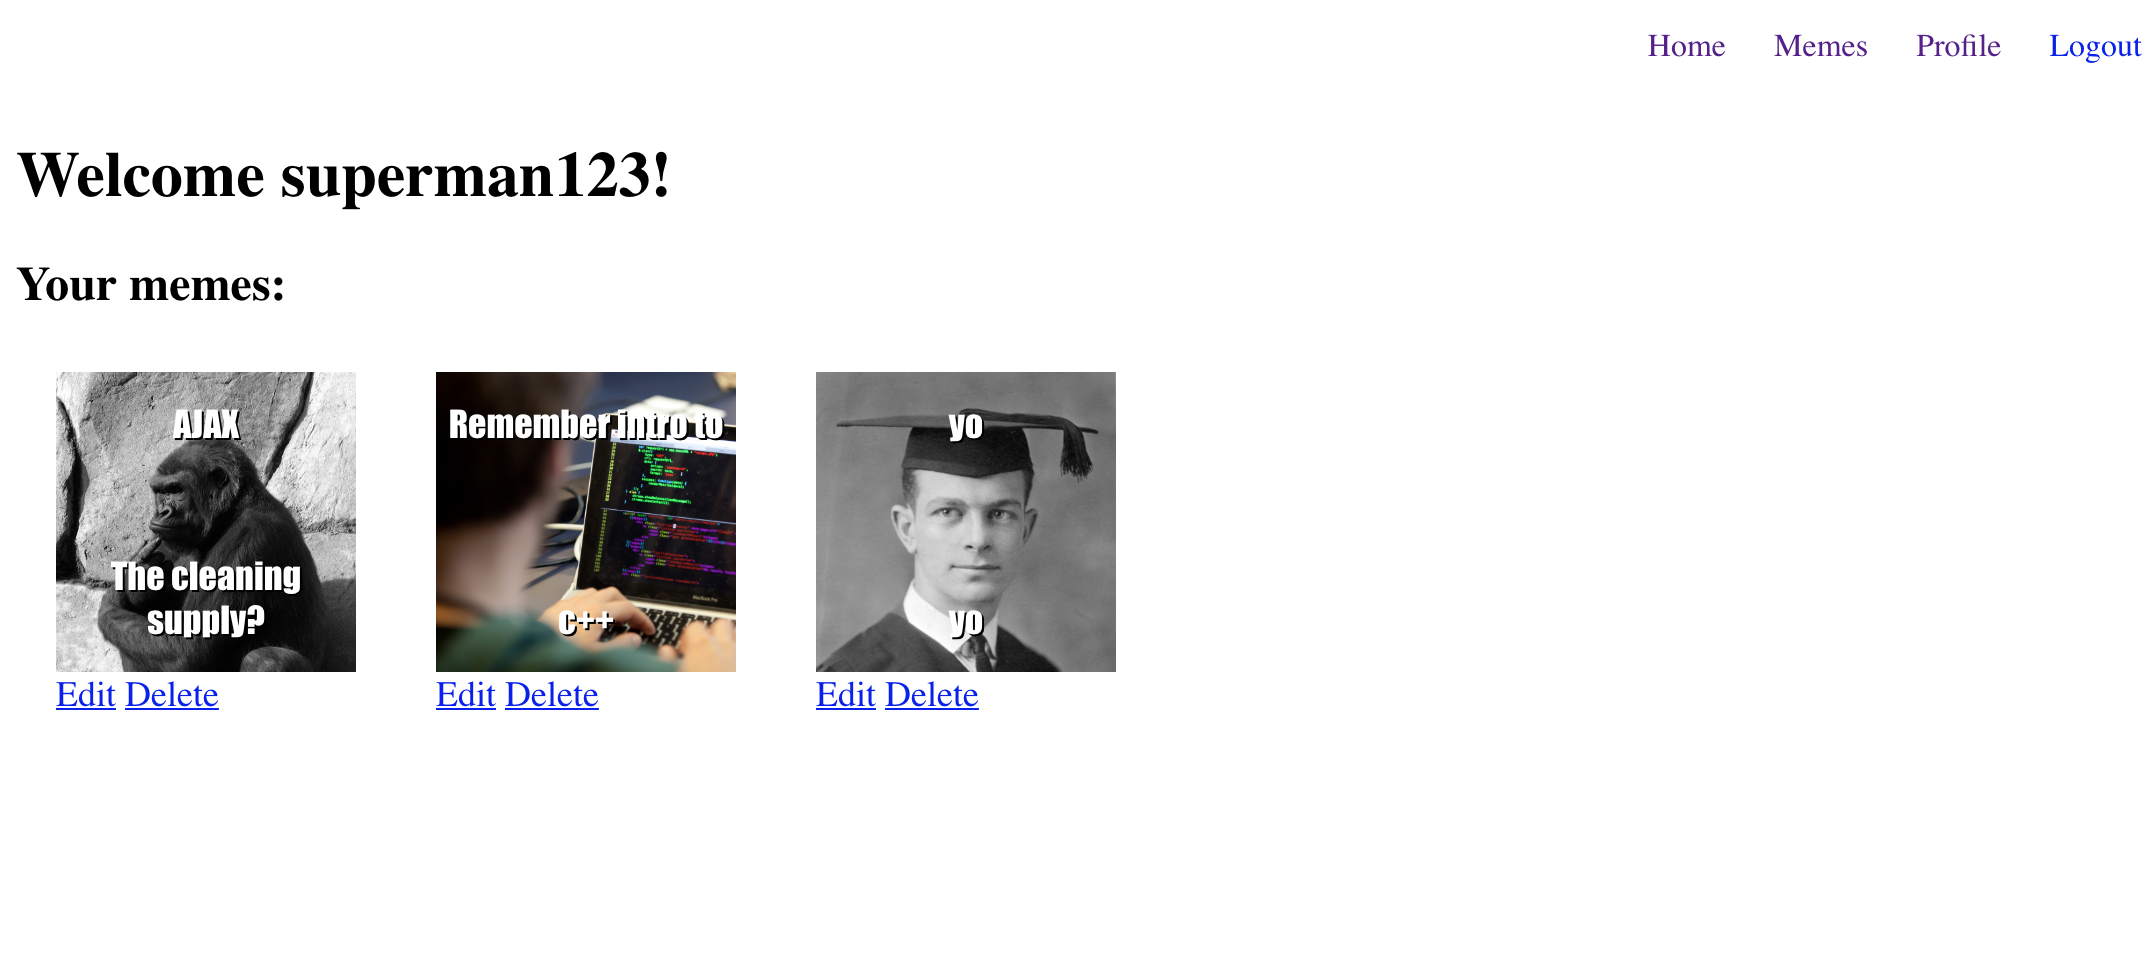 Home Memes Profile Logout
Welcome superman123!
Your memes:
AJAX
The cleaning
supply?
Edit Delete
Remember intro to
c++
Edit Delete
yo
yo
Edit Delete